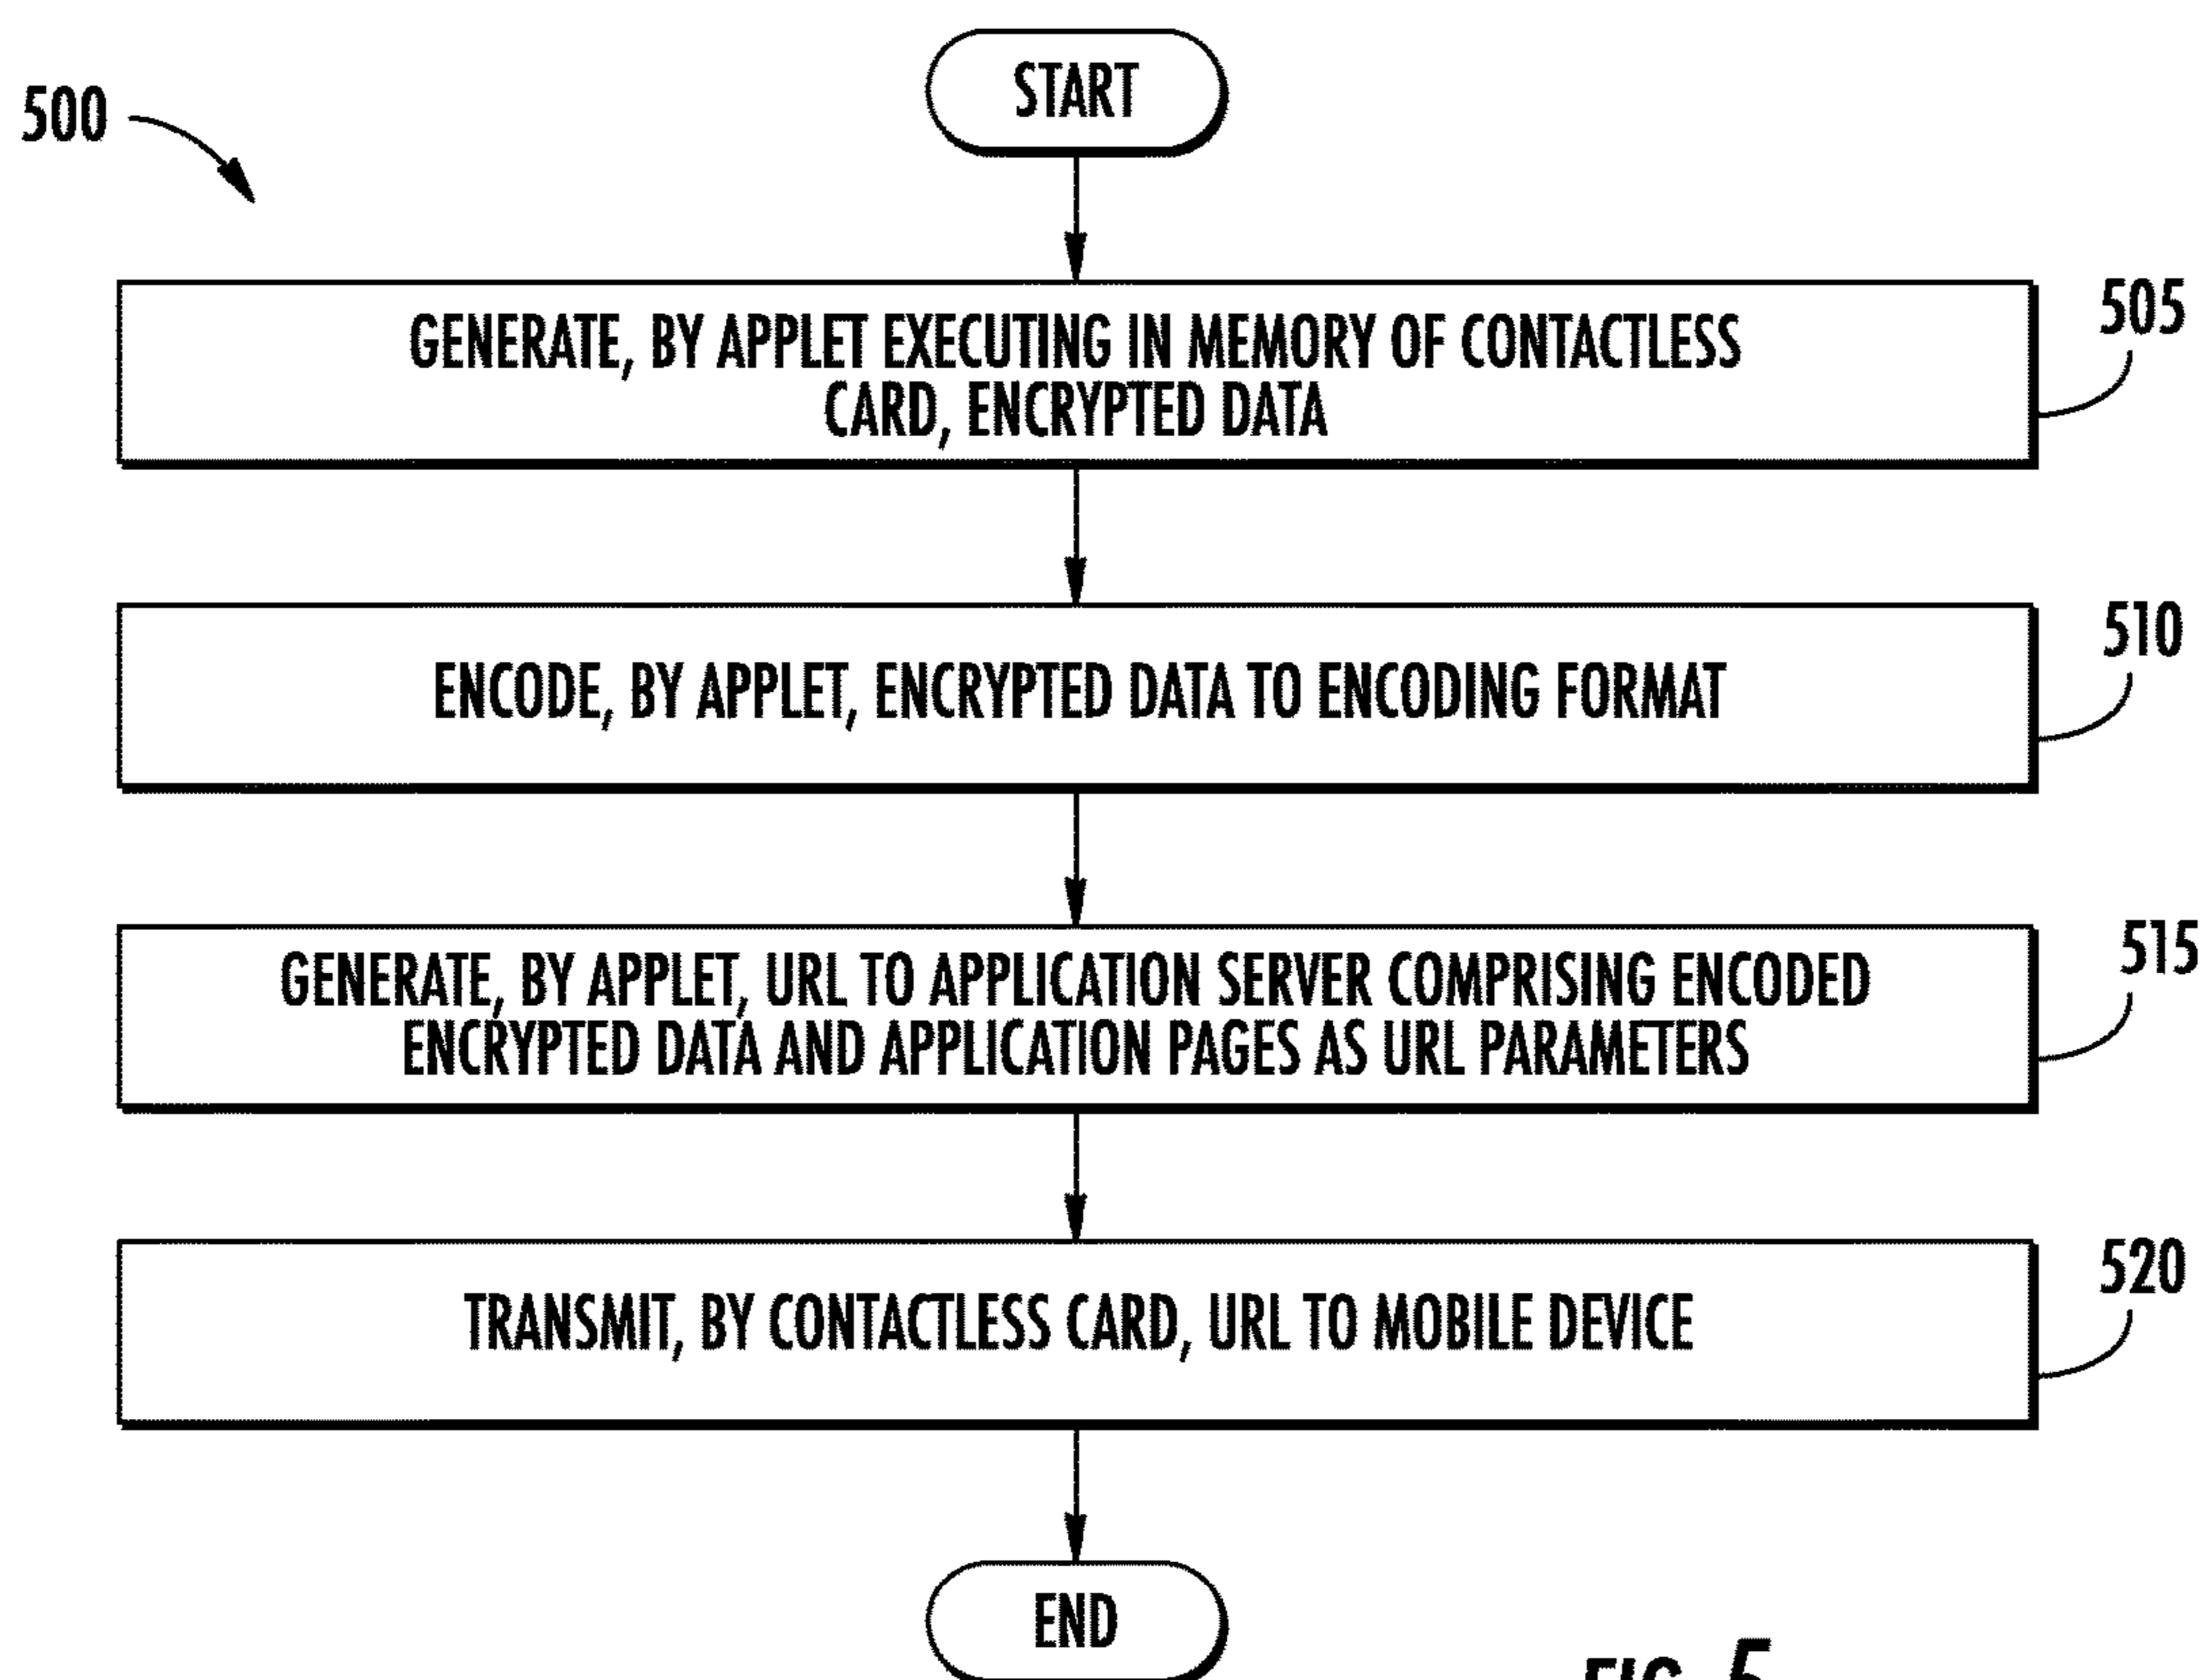 START
500
GENERATE, BY APPLET EXECUTING IN MEMORY OF CONTACTLESS
CARD, ENCRYPTED DATA
505
ENCODE, BY APPLET, ENCRYPTED DATA TO ENCODING FORMAT
510
GENERATE, BY APPLET, URL TO APPLICATION SERVER COMPRISING ENCODED
ENCRYPTED DATA AND APPLICATION PAGES AS URL PARAMETERS
515
TRANSMIT, BY CONTACTLESS CARD, URL TO MOBILE DEVICE
520
END
FIG. 5